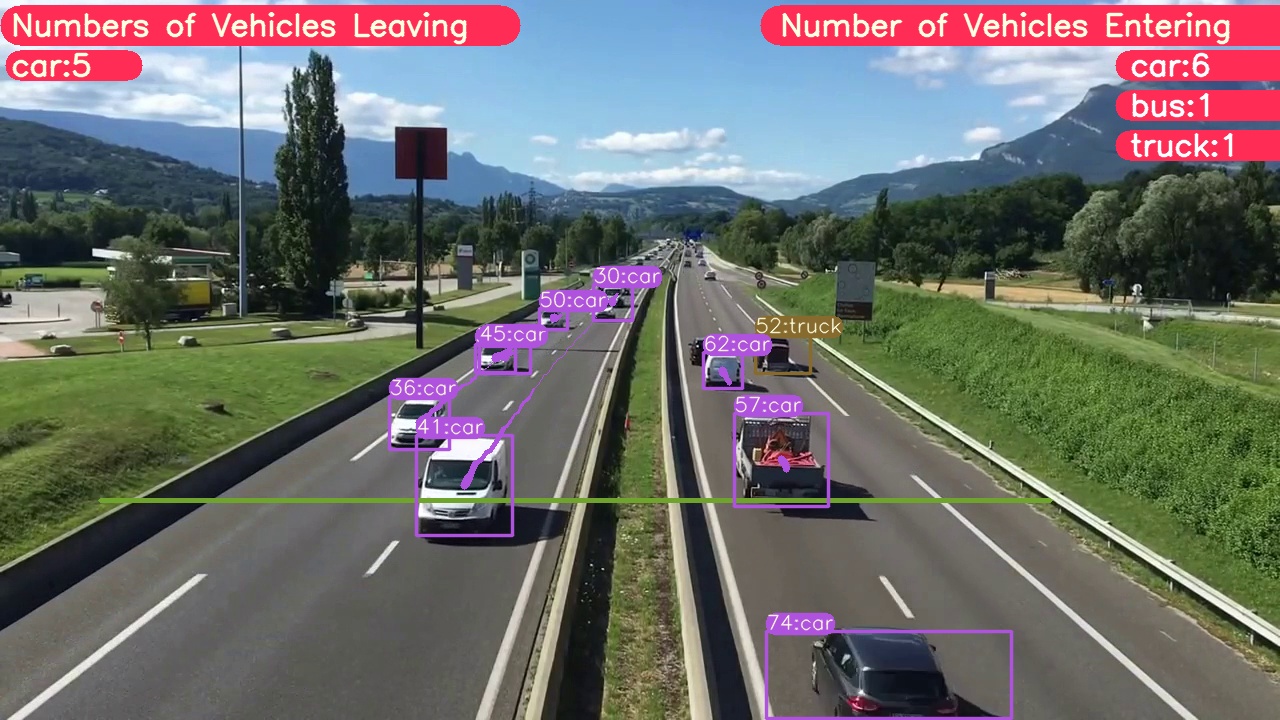 Numbers of Vehicles Leaving
Number of Vehicles Entering
car:5
car:6
bus:1
truck:1
30:car
50:car
52:truck
45:car
62:car
36:car
57:car
41:car
74:car